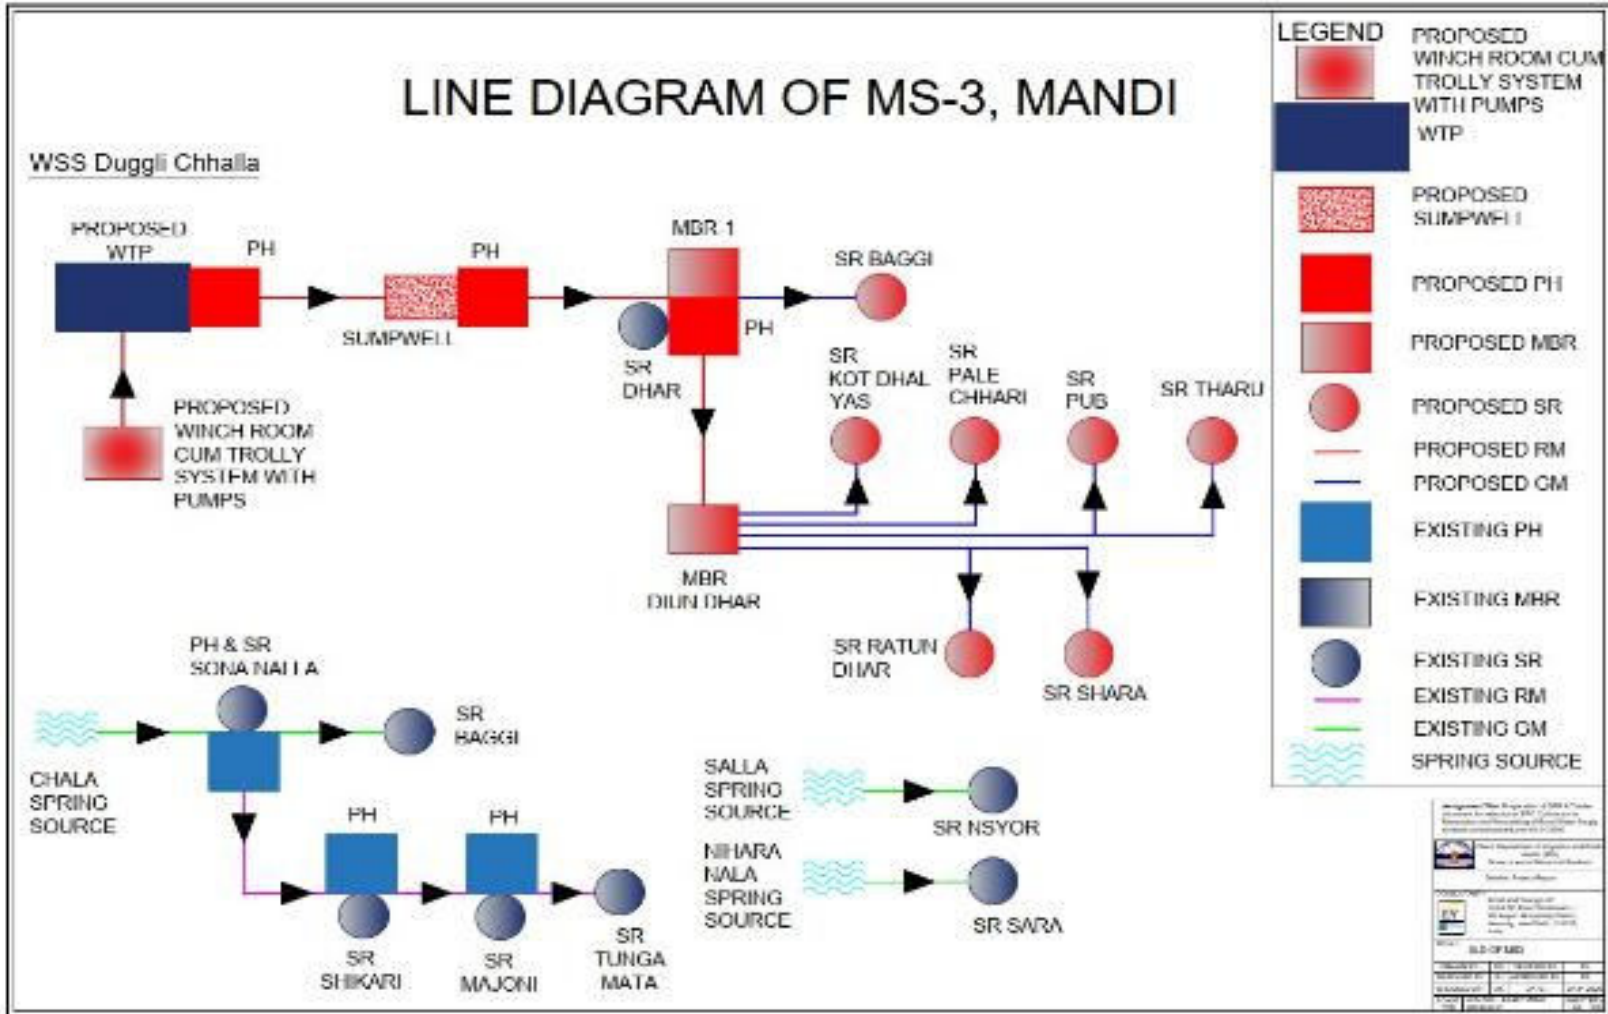 LINE DIAGRAM OF MS-3, MANDI
WSS Duggli Chhalla
PROPOSED
WTP
PH
PH
SUMPWELL
MBR 1
PH
SR
DHAR
SR BAGGI
PROPOSED
WINCH ROOM
CUM TROLLY
SYSTEM WITH
PUMPS
SR
KOT DHAL
YAS
SR
PALE
CHHARI
SR
PUB
SR THARU
MBR
DIUN DHAR
SR RATUN
DHAR
SR SHARA
PH & SR
SONA NALLA
CHALA
SPRING
SOURCE
SR
BAGGI
PH
SR
SHIKARI
PH
SR
MAJONI
SR
TUNGA
MATA
SALLA
SPRING
SOURCE
SR NSYOR
NIHARA
NALA
SPRING
SOURCE
SR SARA
LEGEND
PROPOSED
WINCH ROOM CUM
TROLLY SYSTEM
WITH PUMPS
WTP
PROPOSED
SUMPWELL
PROPOSED PH
PROPOSED MBR
PROPOSED SR
PROPOSED RM
PROPOSED GM
EXISTING PH
EXISTING MBR
EXISTING SR
EXISTING RM
EXISTING GM
SPRING SOURCE
EY